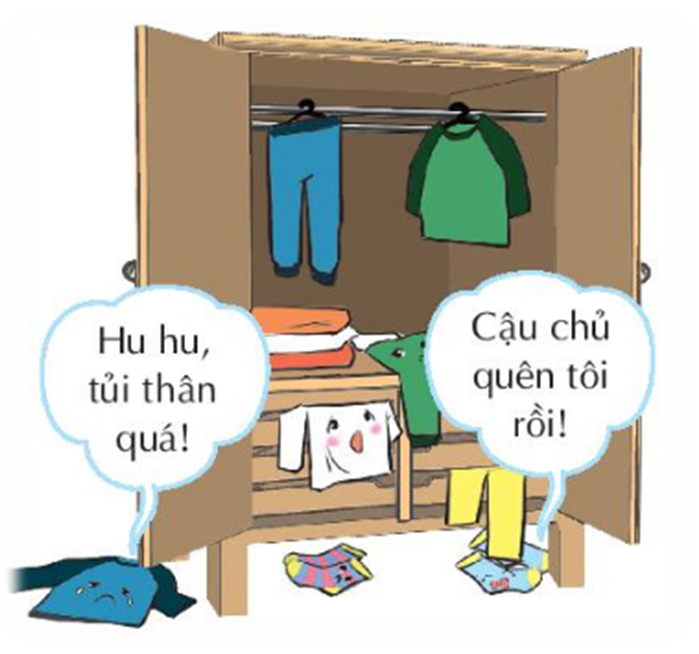 Hu hu,
tủi thân
quá!
Cậu chủ
quên tôi
rồi!